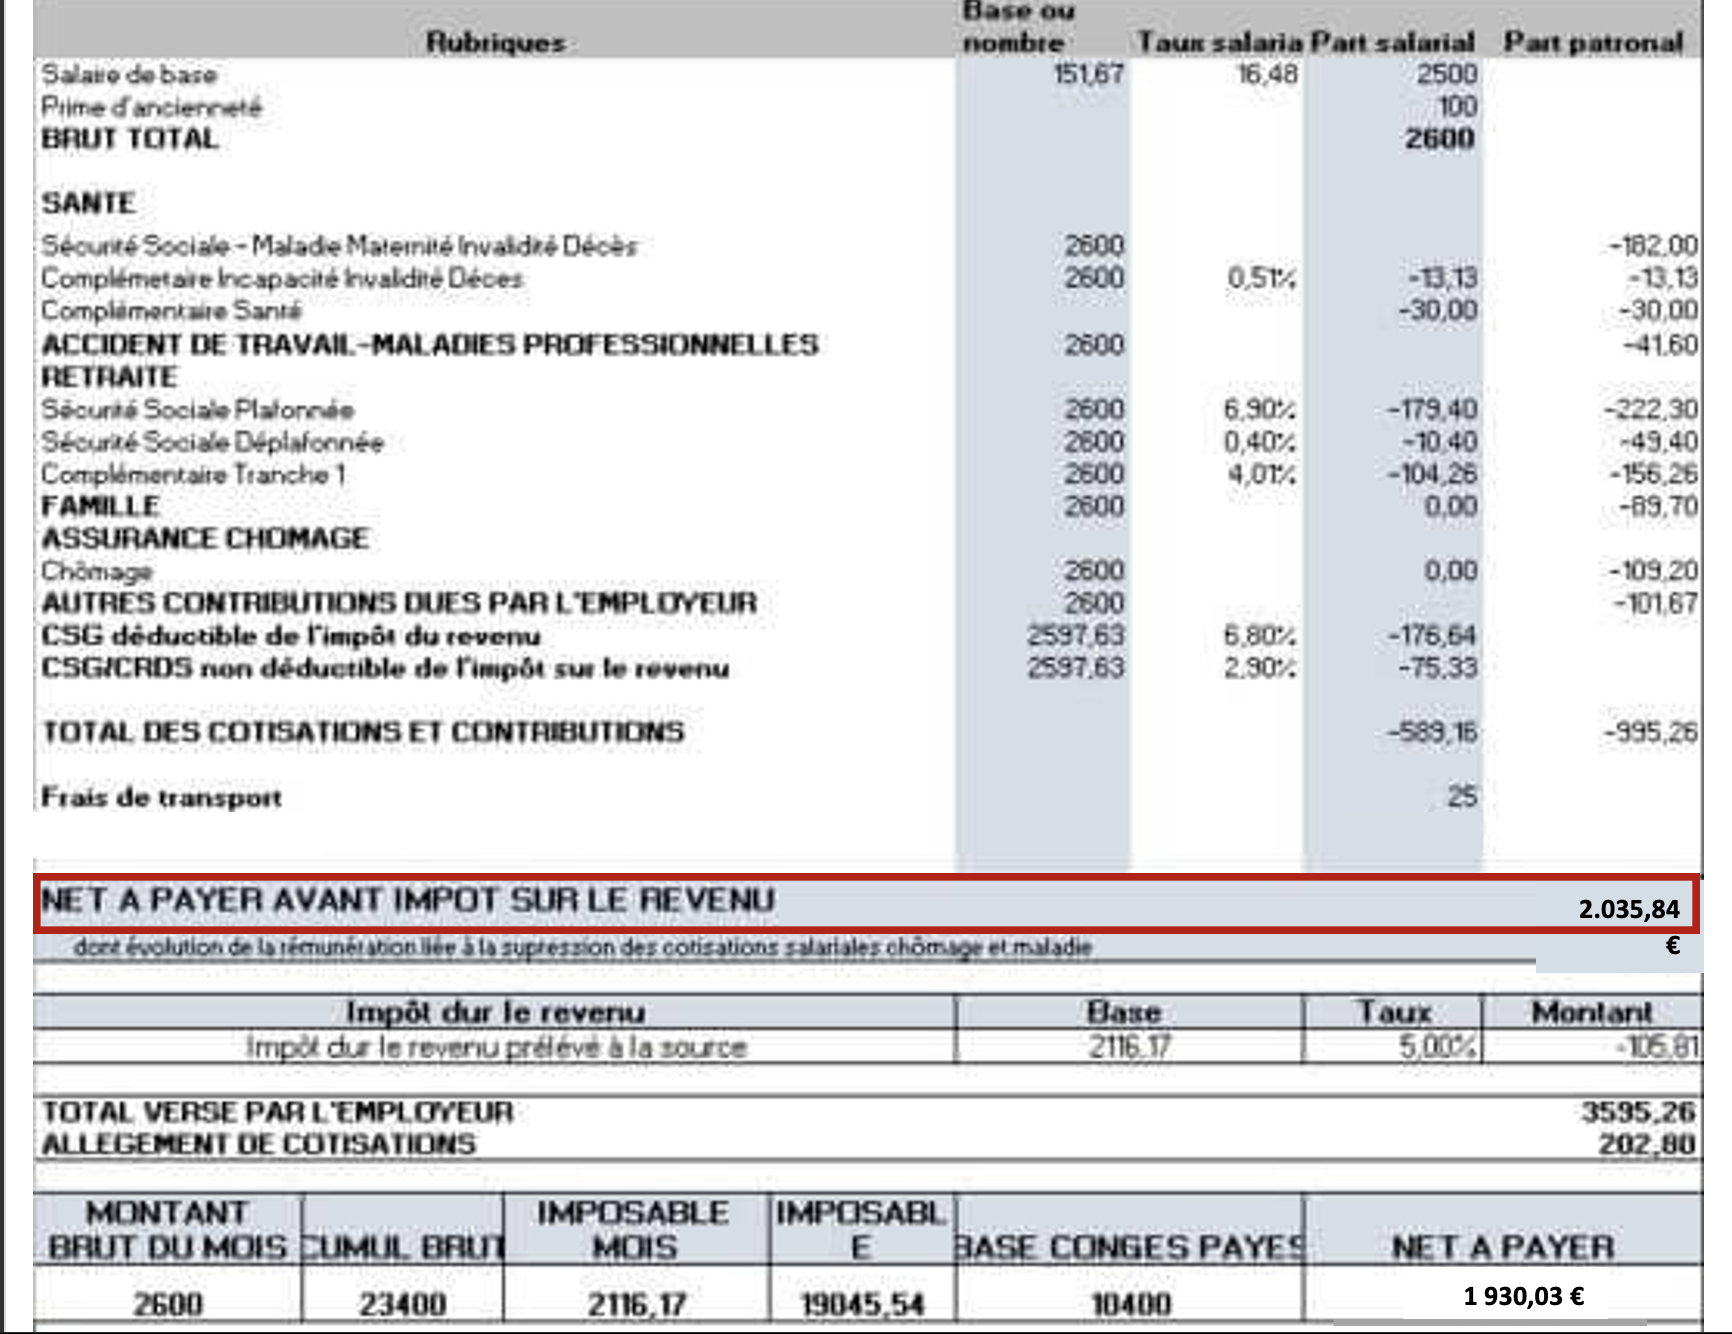 Base ou
Rubriques nombre Taux salaria Part salarial Part patronal
Salaire de base 151,67 16,48 2500
Prime d'ancienneté 100
BRUT TOTAL 2600
SANTE
Sécurité Sociale - Maladie Maternité Invalidité Décès 2600 -182,00
Complémetaire Incapacité Invalidité Déces 2600 0,51% -13,13 -13,13
Complémentaire Santé -30,00 -30,00
ACCIDENT DE TRAVAIL-MALADIES PROFESSIONNELLES 2600 -41,60
RETRAITE
Sécurité Sociale Plafonnée 2600 6,90% -179,40 -222,30
Sécurité Sociale Déplafonnée 2600 0,40% -10,40 -49,40
Complémentaire Tranche 1 2600 4,01% -104,26 -156,26
FAMILLE 2600 0,00 -89,70
ASSURANCE CHOMAGE
Chômage 2600 0,00 -109,20
AUTRES CONTRIBUTIONS DUES PAR L'EMPLOYEUR 2600 -101,67
CSG déductible de l'impôt du revenu 2597,63 6,80% -176,64
CSG/CRDS non déductible de l'impôt sur le revenu 2597,63 2,90% -75,33
TOTAL DES COTISATIONS ET CONTRIBUTIONS -589,16 -995,26
Frais de transport 25
NET A PAYER AVANT IMPOT SUR LE REVENU 2.035,84
dont évolution de la rémunération liée à la supression des cotisations salariales chômage et maladie €
Impôt dur le revenu Base Taux Montant
Impôt dur le revenu prélévé à la source 2116,17 5,00% -105,81
TOTAL VERSE PAR L'EMPLOYEUR 3595,26
ALLEGEMENT DE COTISATIONS 202,80
MONTANT IMPOSABLE IMPOSABL
BRUT DU MOIS CUMUL BRUT MOIS E BASE CONGES PAYES NET A PAYER
2600 23400 2116,17 19045,54 10400 1 930,03 €